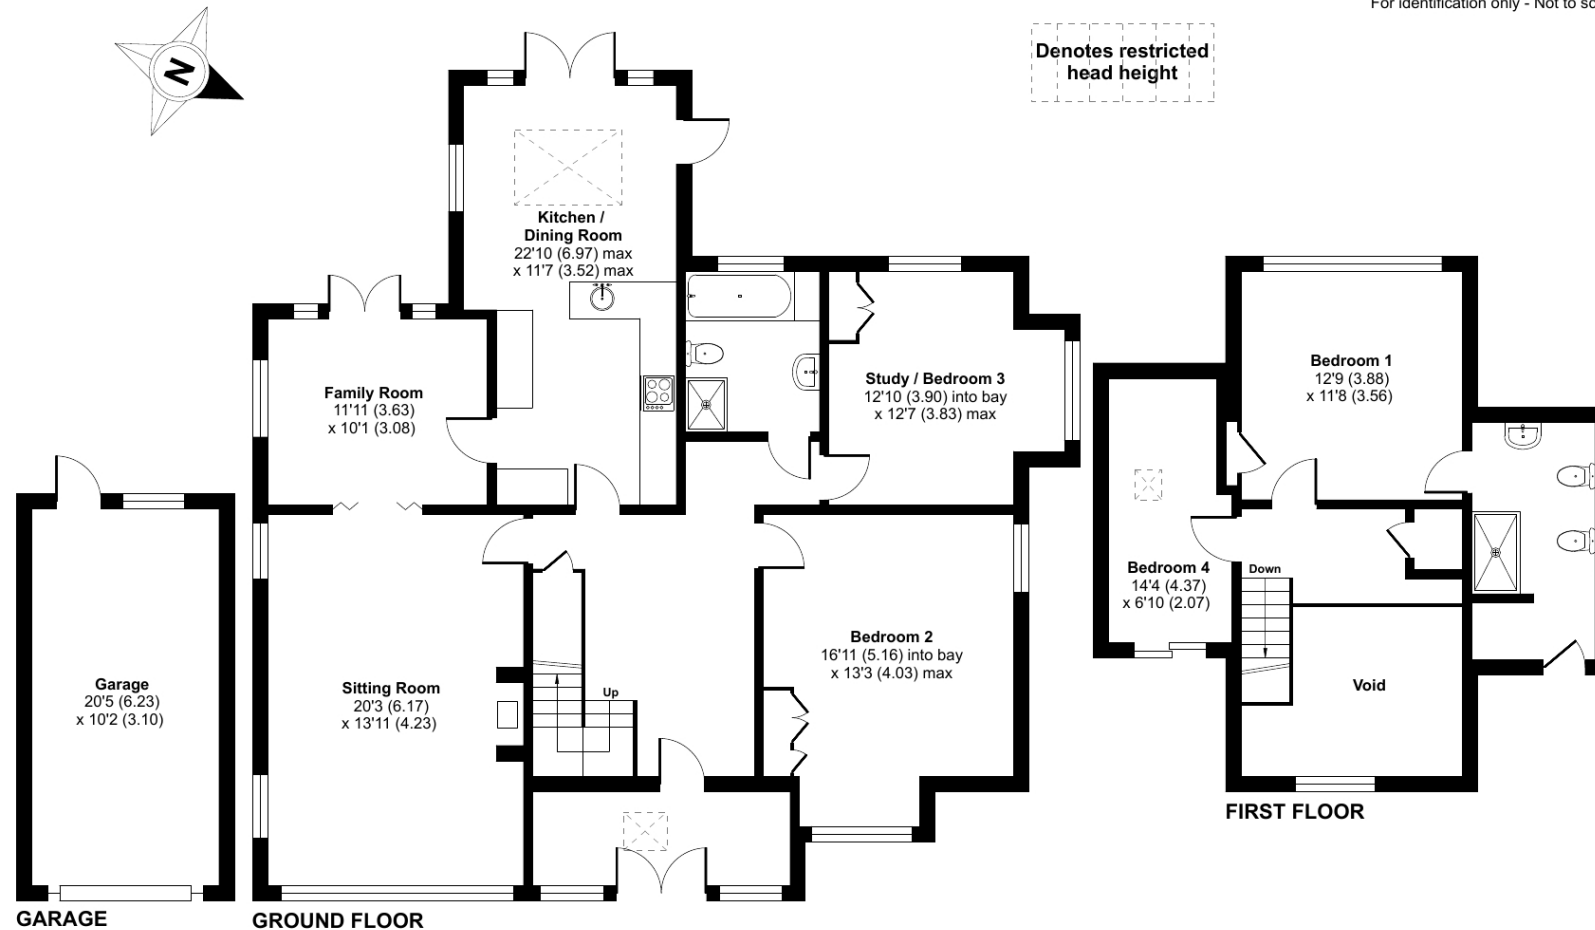 For identification only - Not to
N
Denotes restricted
head height
Kitchen /
Dining Room
22'10 (6.97) max
x 11'7 (3.52) max
Family Room
11'11 (3.63)
x 10'1 (3.08)
Study / Bedroom 3
12'10 (3.90) into bay
x 12'7 (3.83) max
Bedroom 1
12'9 (3.88)
x 11'8 (3.56)
Bedroom 4
14'4 (4.37)
x 6'10 (2.07)
Down
Bedroom 2
16'11 (5.16) into bay
x 13'3 (4.03) max
Garage
20'5 (6.23)
x 10'2 (3.10)
Sitting Room
20'3 (6.17)
x 13'11 (4.23)
Up
Void
FIRST FLOOR
GARAGE
GROUND FLOOR